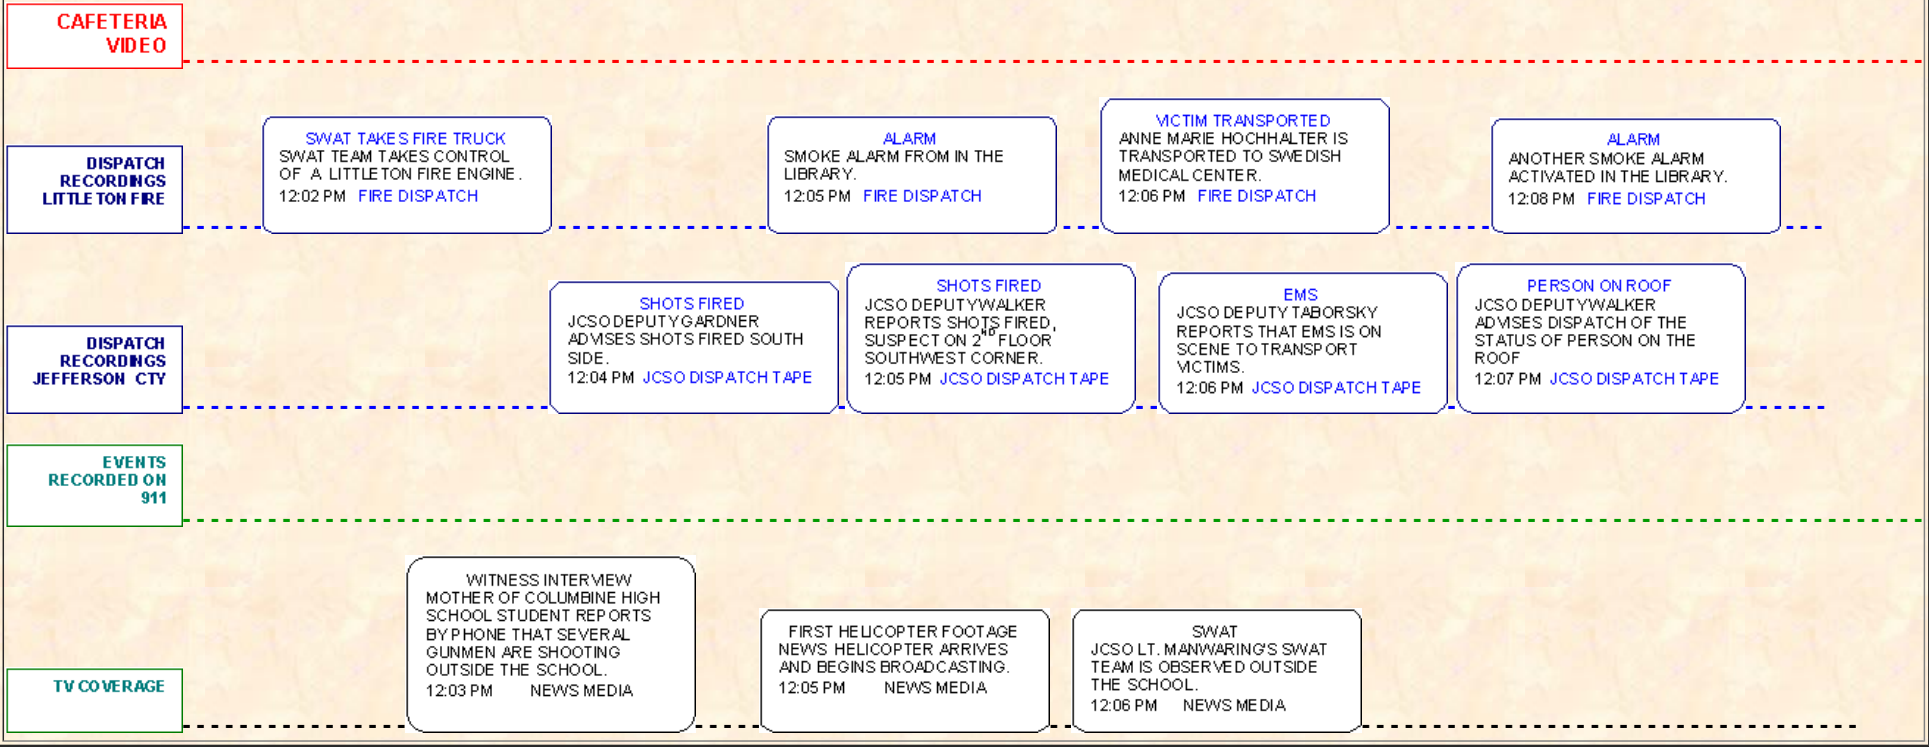 CAFETERIA
VIDEO
DISPATCH
RECORDINGS
LITTLETON FIRE
SWAT TAKES FIRE TRUCK
SWAT TEAM TAKES CONTROL
OF A LITTLETON FIRE ENGINE.
12:02 PM FIRE DISPATCH
ALARM
SMOKE ALARM FROM IN THE
LIBRARY.
12:05 PM FIRE DISPATCH
VICTIM TRANSPORTED
ANNE MARIE HOCHHALTER IS
TRANSPORTED TO SWEDISH
MEDICAL CENTER.
12:06 PM FIRE DISPATCH
ALARM
ANOTHER SMOKE ALARM
ACTIVATED IN THE LIBRARY.
12:08 PM FIRE DISPATCH
DISPATCH
RECORDINGS
JEFFERSON CTY
SHOTS FIRED
JCSO DEPUTY GARDNER
ADVISES SHOTS FIRED SOUTH
SIDE.
12:04 PM JCSO DISPATCH TAPE
SHOTS FIRED
JCSO DEPUTY WALKER
REPORTS SHOTS FIRED,
SUSPECT ON 2ND FLOOR
SOUTHWEST CORNER.
12:05 PM JCSO DISPATCH TAPE
EMS
JCSO DEPUTY TABORSKY
REPORTS THAT EMS IS ON
SCENE TO TRANSPORT
VICTIMS.
12:06 PM JCSO DISPATCH TAPE
PERSON ON ROOF
JCSO DEPUTY WALKER
ADVISES DISPATCH OF THE
STATUS OF PERSON ON THE
ROOF
12:07 PM JCSO DISPATCH TAPE
EVENTS
RECORDED ON
911
TV COVERAGE
WITNESS INTERVIEW
MOTHER OF COLUMBINE HIGH
SCHOOL STUDENT REPORTS
BY PHONE THAT SEVERAL
GUNMEN ARE SHOOTING
OUTSIDE THE SCHOOL.
12:03 PM NEWS MEDIA
FIRST HELICOPTER FOOTAGE
NEWS HELICOPTER ARRIVES
AND BEGINS BROADCASTING.
12:05 PM NEWS MEDIA
SWAT
JCSO LT. MANWARING'S SWAT
TEAM IS OBSERVED OUTSIDE
THE SCHOOL.
12:06 PM NEWS MEDIA